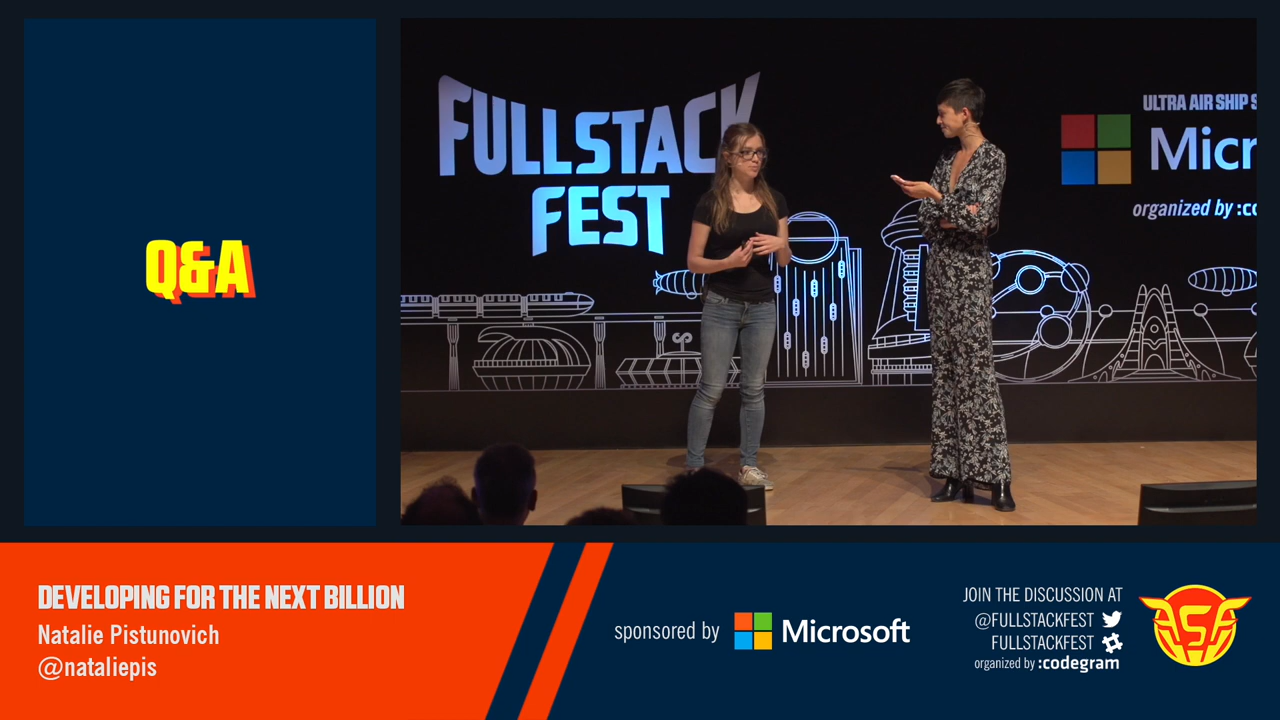 Q&A
FULLSTACK
FEST
ULTRA AIR SHIP
Micr
organized by :co
DEVELOPING FOR THE NEXT BILLION
Natalie Pistunovich
@nataliepis
sponsored by Microsoft
JOIN THE DISCUSSION AT
@FULLSTACKFEST
FULLSTACKFEST
organized by :codegram
FSF